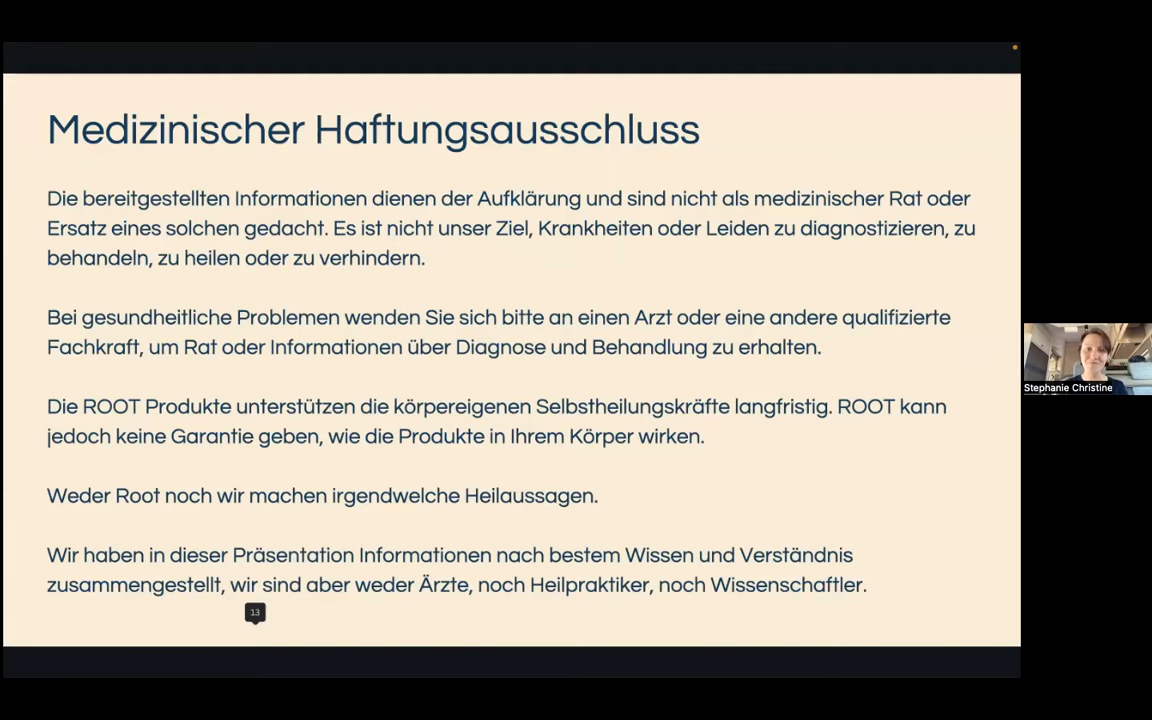 Medizinischer Haftungsausschluss
Die bereitgestellten Informationen dienen der Aufklärung und sind nicht als medizinischer Rat oder
Ersatz eines solchen gedacht. Es ist nicht unser Ziel, Krankheiten oder Leiden zu diagnostizieren, zu
behandeln, zu heilen oder zu verhindern.
Bei gesundheitliche Problemen wenden Sie sich bitte an einen Arzt oder eine andere qualifizierte
Fachkraft, um Rat oder Informationen über Diagnose und Behandlung zu erhalten.
Die ROOT Produkte unterstützen die körpereigenen Selbstheilungskräfte langfristig. ROOT kann
jedoch keine Garantie geben, wie die Produkte in Ihrem Körper wirken.
Weder Root noch wir machen irgendwelche Heilaussagen.
Wir haben in dieser Präsentation Informationen nach bestem Wissen und Verständnis
zusammengestellt, wir sind aber weder Ärzte, noch Heilpraktiker, noch Wissenschaftler.
13
Stephanie Christine